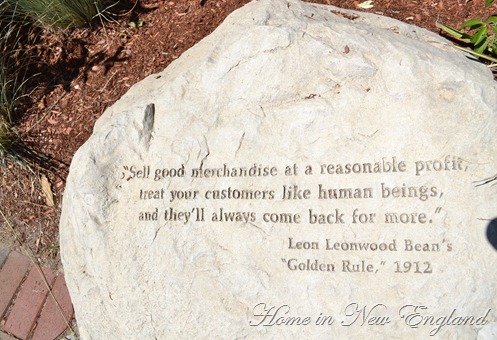 "Sell good merchandise at a reasonable profit,
treat your customers like human beings,
and they'll always come back for more."
Leon Leonwood Bean's
"Golden Rule," 1912
Home in New England